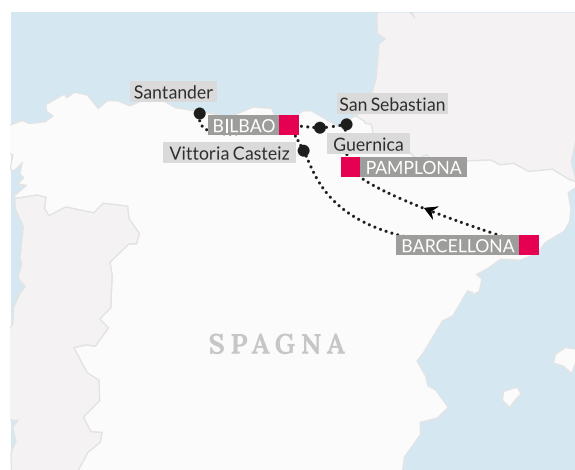 Santander
San Sebastian
BILBAO
Guernica
Vittoria Casteiz
PAMPLONA
BARCELLONA
SPAGNA